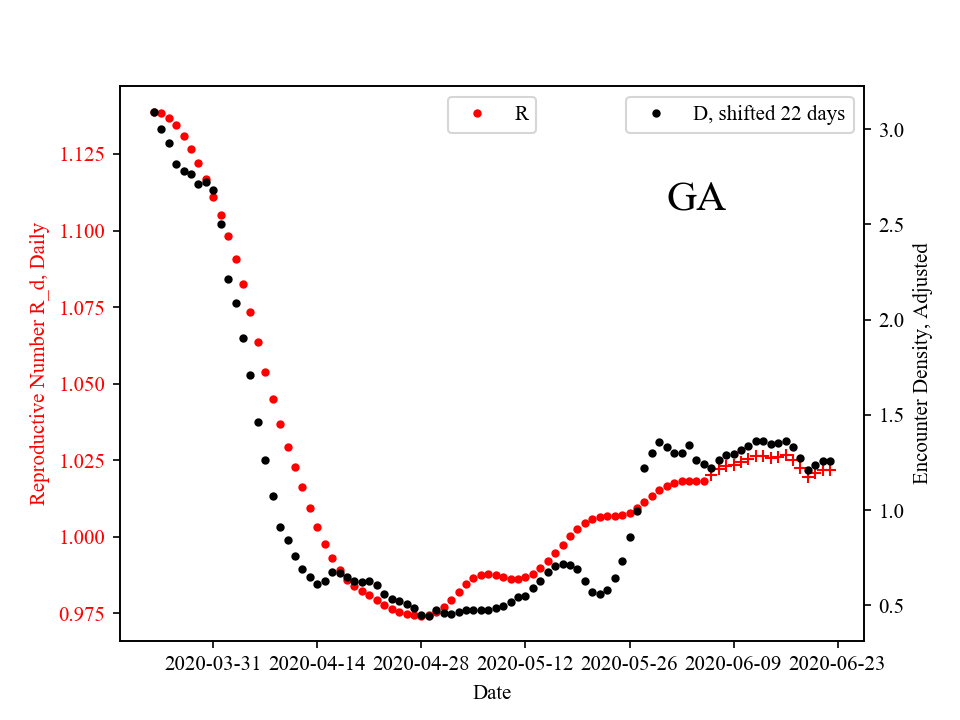 R
D, shifted 22 days
GA
Reproductive Number R_d, Daily
1.125
1.100
1.075
1.050
1.025
1.000
0.975
3.0
2.5
2.0
1.5
1.0
0.5
Encounter Density, Adjusted
2020-03-31 2020-04-14 2020-04-28 2020-05-12 2020-05-26 2020-06-09 2020-06-23
Date